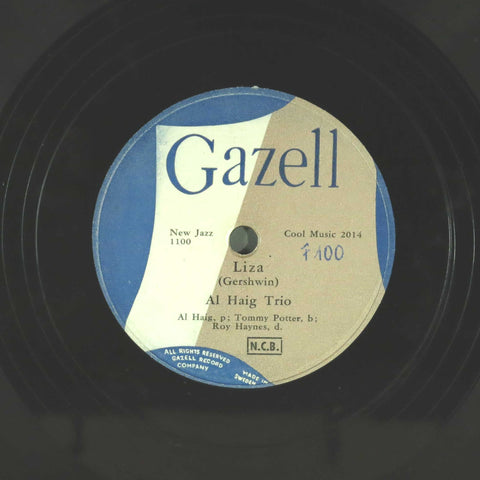 Gazell
New Jazz
1100
Cool Music 2014
Liza
(Gershwin)
Al Haig Trio
Al Haig, p; Tommy Potter, b;
Roy Haynes, d.
N.C.B.
ALL RIGHTS RESERVED
GAZELL RECORD
COMPANY
MADE IN
SWEDEN